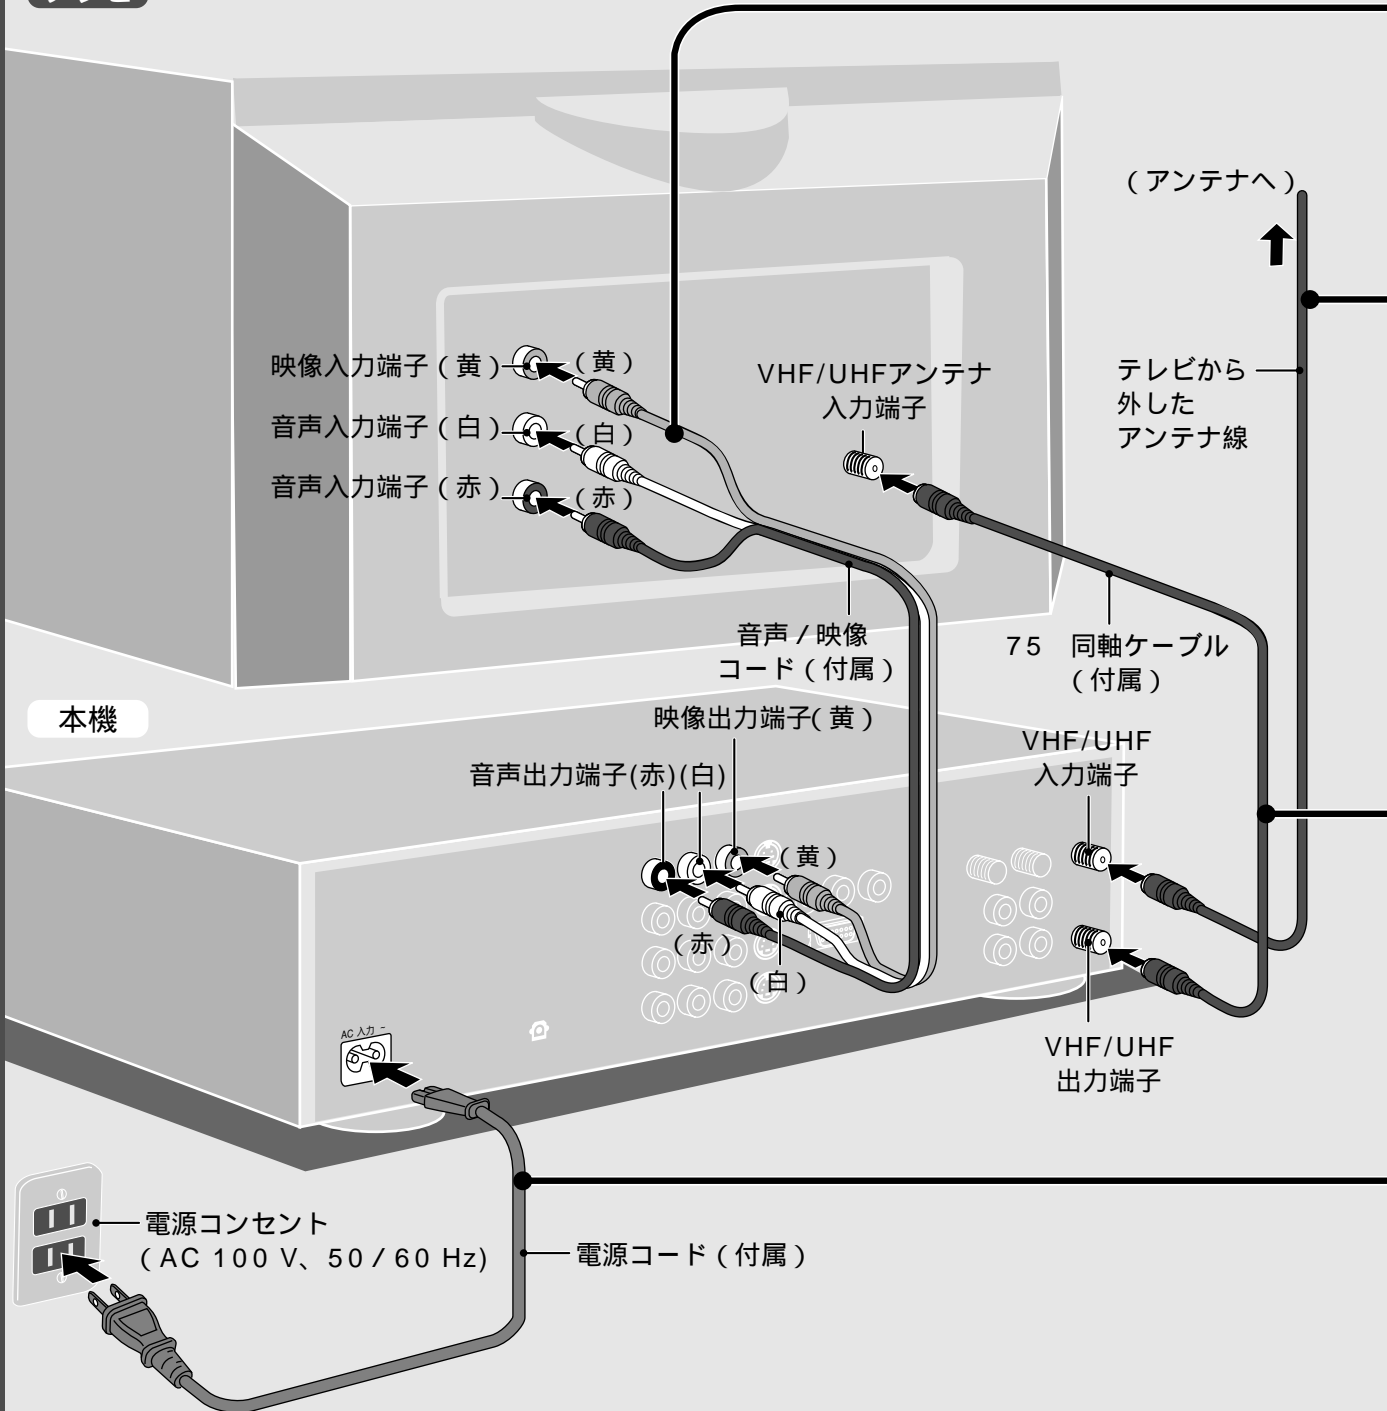 (アンテナへ)
映像入力端子(黄)
(黄)
VHF/UHFアンテナ
入力端子
テレビから
外した
アンテナ線
音声入力端子(白)
(白)
音声入力端子(赤)
(赤)
音声/映像
コード(付属)
75 同軸ケーブル
(付属)
本機
映像出力端子(黄)
VHF/UHF
入力端子
音声出力端子(赤)(白)
(黄)
(赤)
(白)
AC 入力 ~
VHF/UHF
出力端子
電源コンセント
(AC 100 V、50/60 Hz)
電源コード(付属)